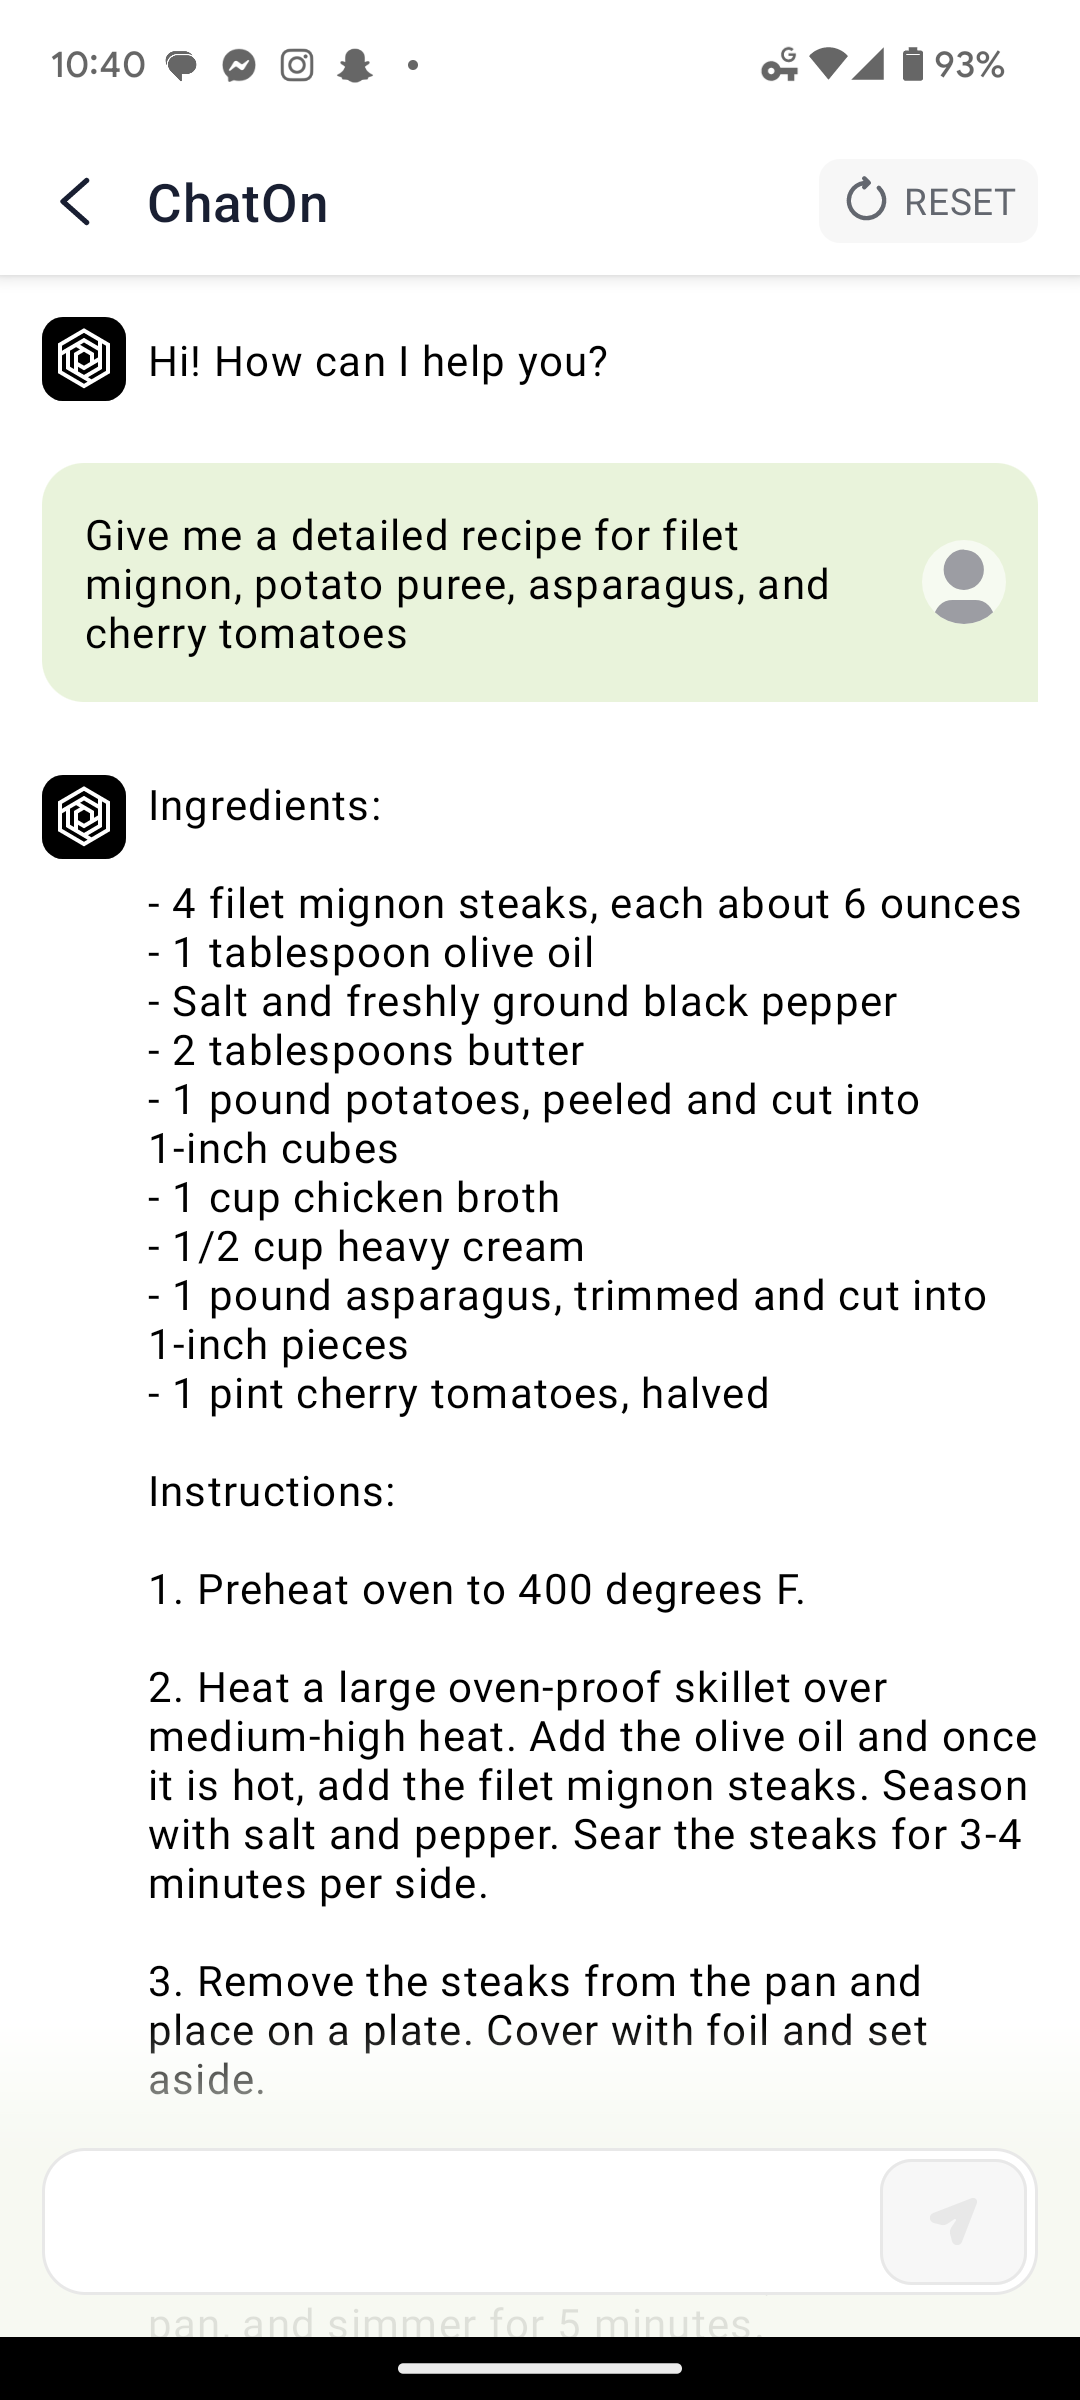 10:40
G
93%
ChatOn
RESET
Hi! How can I help you?
Give me a detailed recipe for filet
mignon, potato puree, asparagus, and
cherry tomatoes
Ingredients:
- 4 filet mignon steaks, each about 6 ounces
- 1 tablespoon olive oil
- Salt and freshly ground black pepper
- 2 tablespoons butter
- 1 pound potatoes, peeled and cut into
1-inch cubes
- 1 cup chicken broth
- 1/2 cup heavy cream
- 1 pound asparagus, trimmed and cut into
1-inch pieces
- 1 pint cherry tomatoes, halved
Instructions:
1. Preheat oven to 400 degrees F.
2. Heat a large oven-proof skillet over
medium-high heat. Add the olive oil and once
it is hot, add the filet mignon steaks. Season
with salt and pepper. Sear the steaks for 3-4
minutes per side.
3. Remove the steaks from the pan and
place on a plate. Cover with foil and set
aside.
pan, and simmer for 5 minutes.